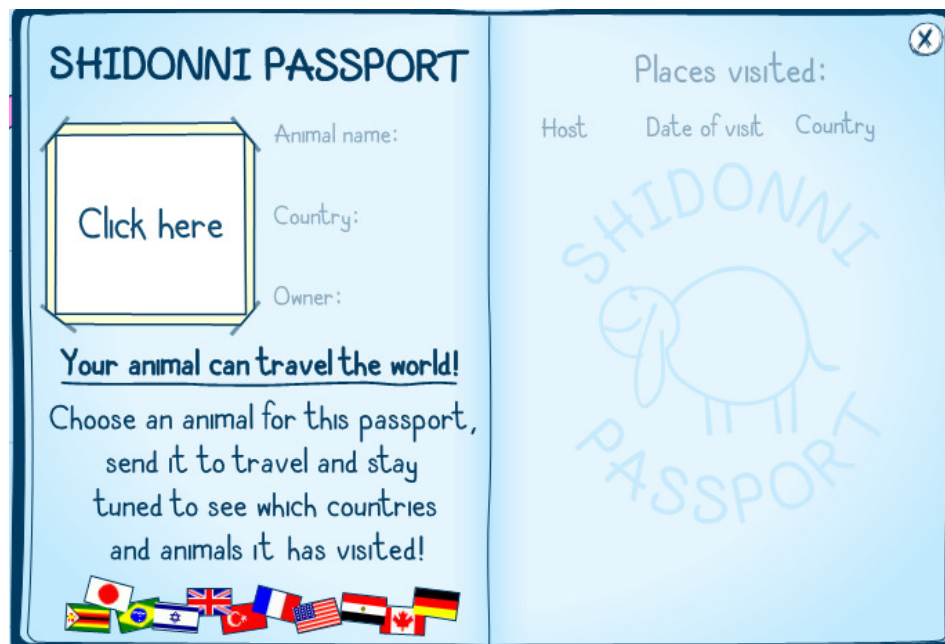 SHIDONNI PASSPORT
Click here
Animal name:
Country:
Owner:
Your animal can travel the world!
Choose an animal for this passport,
send it to travel and stay
tuned to see which countries
and animals it has visited!
X
Places visited:
Host Date of visit Country
SHIDONNI
PASSPORT